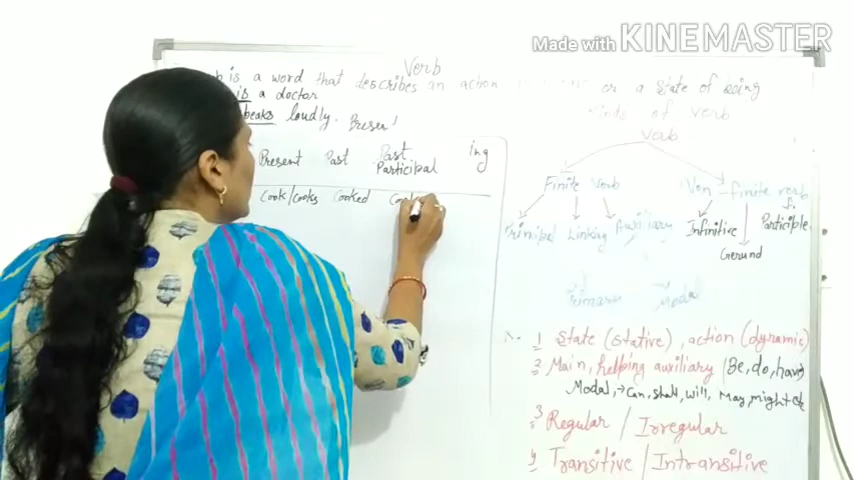 Made with KINEMASTER
Verb
is a word that describes an action or a state of being
is a doctor
speaks loudly. Present
Kinds of verb
Verb
Present Past Past Participal ing
Cook/Cooks Cooked
Finite verb
Non-finite verb
Principal Linking Auxiliary
Infinitive Participle
Gerund
Primary Modal
1 State (Stative), action (dynamic)
2 Main, helping auxiliary (Be, do, have)
Modal, → Can, shall, will, May, might etc
3 Regular / Irregular
4 Transitive / Intransitive